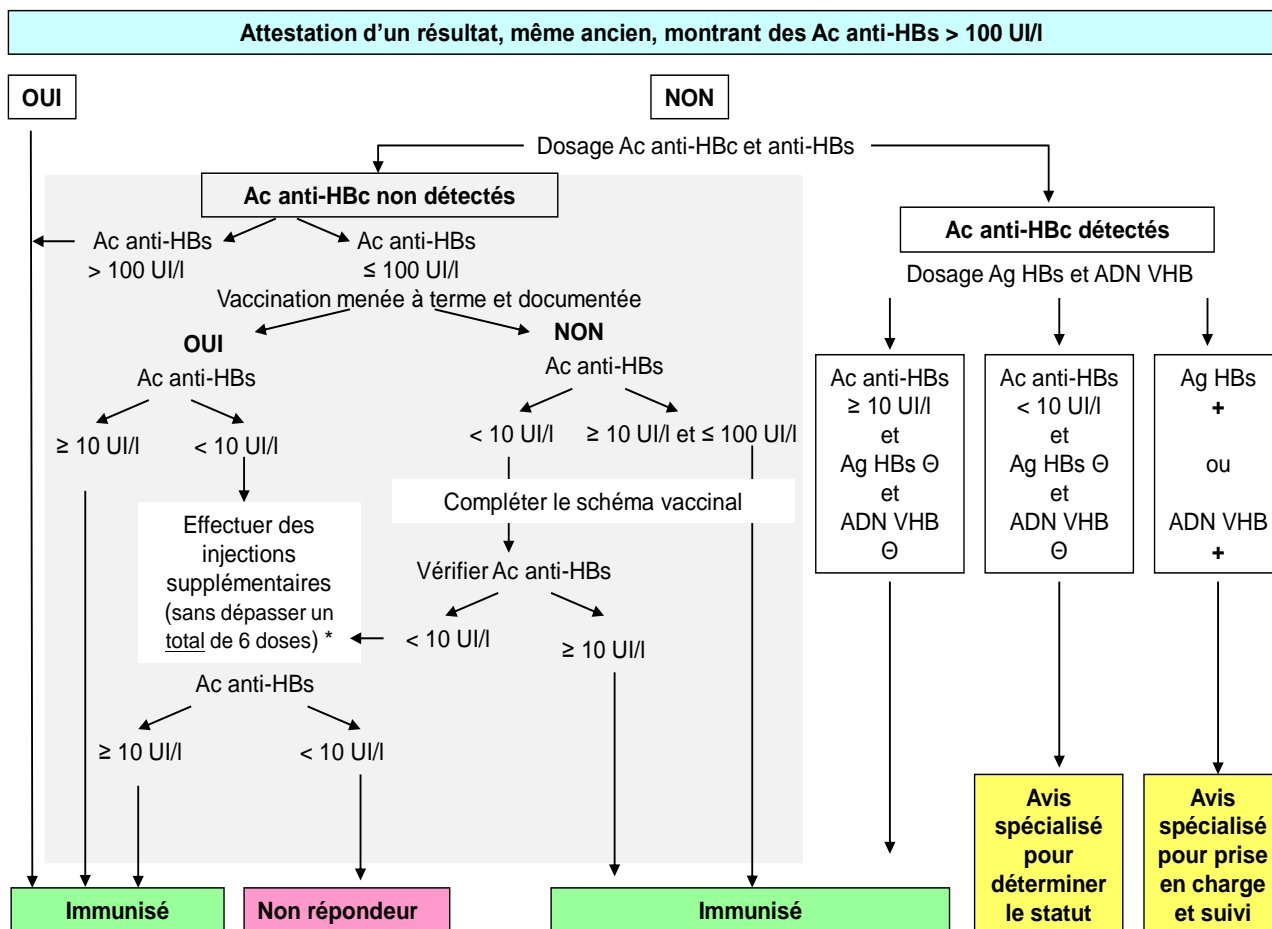 Attestation d'un résultat, même ancien, montrant des Ac anti-HBs > 100 UI/l
OUI
NON
Dosage Ac anti-HBc et anti-HBs
Ac anti-HBc non détectés
Ac anti-HBs
> 100 UI/l
Ac anti-HBs
≤ 100 UI/l
Vaccination menée à terme et documentée
OUI
Ac anti-HBs
≥ 10 UI/l
< 10 UI/l
Effectuer des
injections
supplémentaires
(sans dépasser un
total de 6 doses) *
Ac anti-HBs
≥ 10 UI/l
< 10 UI/l
NON
Ac anti-HBs
< 10 UI/l
≥ 10 UI/l et ≤ 100 UI/l
Compléter le schéma vaccinal
Vérifier Ac anti-HBs
< 10 UI/l
≥ 10 UI/l
Ac anti-HBc détectés
Dosage Ag HBs et ADN VHB
Ac anti-HBs
≥ 10 UI/l
et
Ag HBs Θ
et
ADN VHB
Θ
Ac anti-HBs
< 10 UI/l
et
Ag HBs Θ
et
ADN VHB
Θ
Ag HBs
+
ou
ADN VHB
+
Immunisé
Non répondeur
Immunisé
Avis
spécialisé
pour
déterminer
le statut
Avis
spécialisé
pour prise
en charge
et suivi